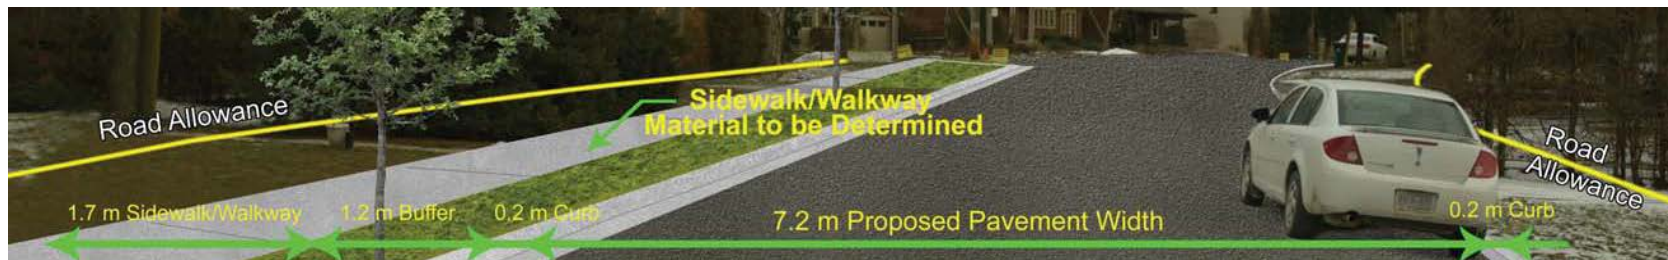 Road Allowance
Sidewalk/Walkway
Material to be Determined
Road
Allowance
1.7 m Sidewalk/Walkway
1.2 m Buffer
0.2 m Curb
7.2 m Proposed Pavement Width
0.2 m Curb